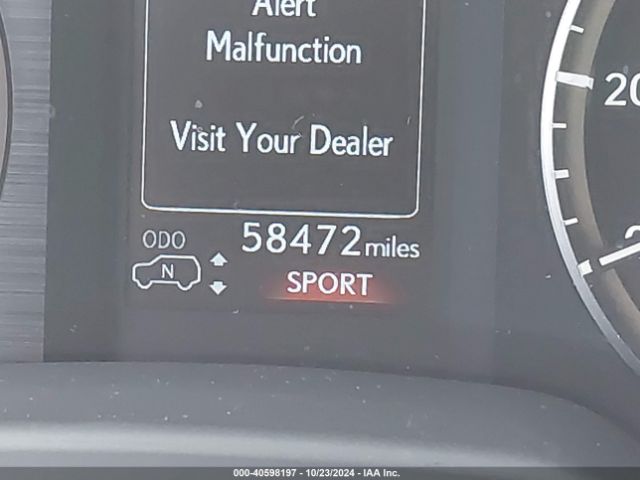 Alert
Malfunction
Visit Your Dealer
ODO 58472 miles
N
SPORT
20
000-40598197 - 10/23/2024 - IAA Inc.